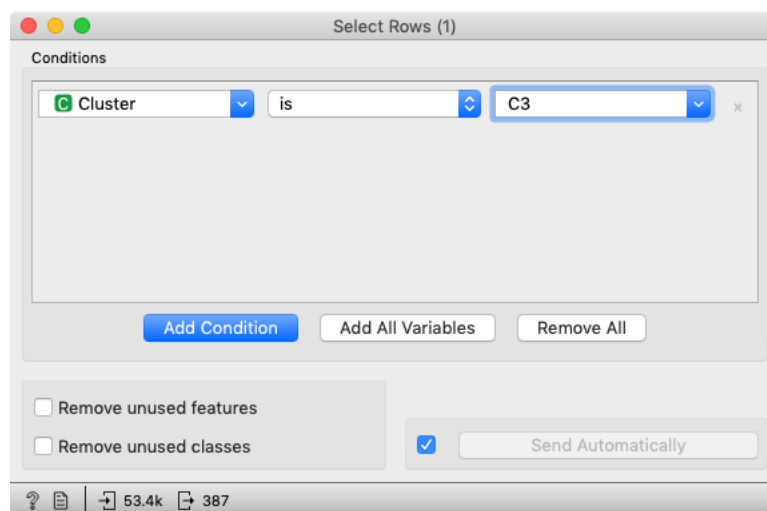 Select Rows (1)
Conditions
C Cluster is C3 ×
Add Condition Add All Variables Remove All
Remove unused features
Remove unused classes Send Automatically
? 53.4k 387